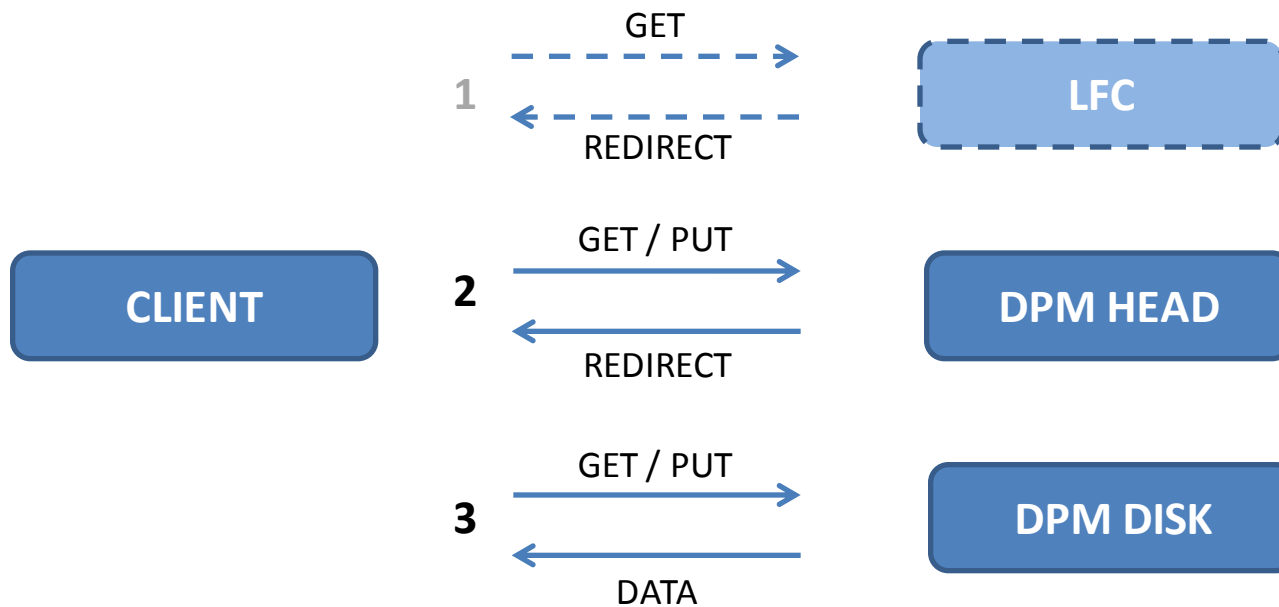 GET
1
LFC
REDIRECT
GET / PUT
CLIENT
2
DPM HEAD
REDIRECT
GET / PUT
3
DPM DISK
DATA